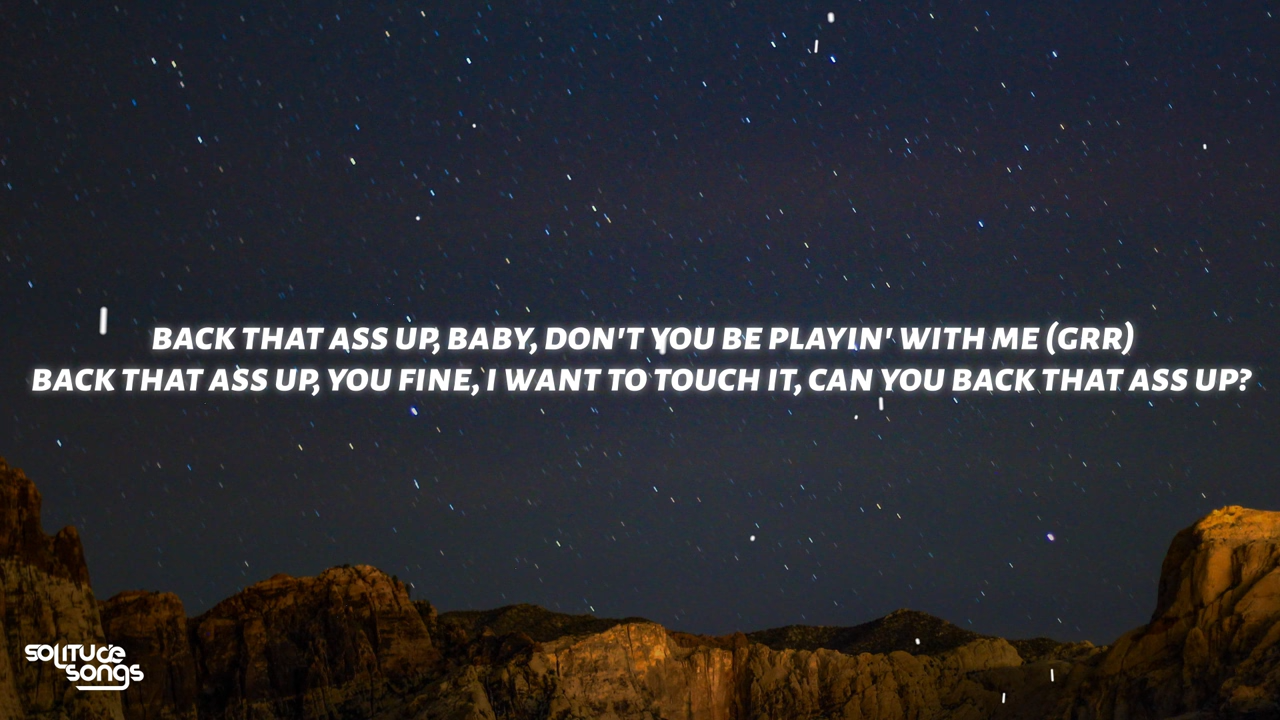 BACK THAT ASS UP, BABY, DON'T YOU BE PLAYIN' WITH ME (GRR)
BACK THAT ASS UP, YOU FINE, I WANT TO TOUCH IT, CAN YOU BACK THAT ASS UP?
SOLITUDE
SONGS